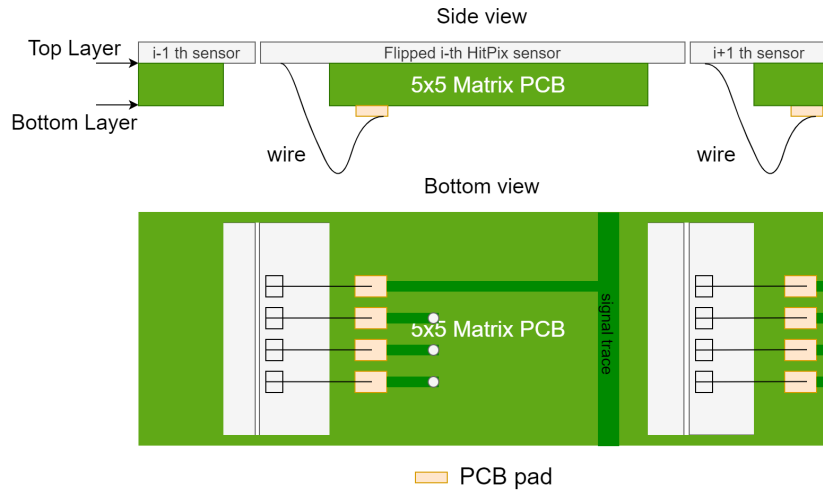 Side view
Top Layer
i-1 th sensor
Flipped i-th HitPix sensor
i+1 th sensor
5x5 Matrix PCB
Bottom Layer
wire
wire
Bottom view
signal trace
5x5 Matrix PCB
PCB pad